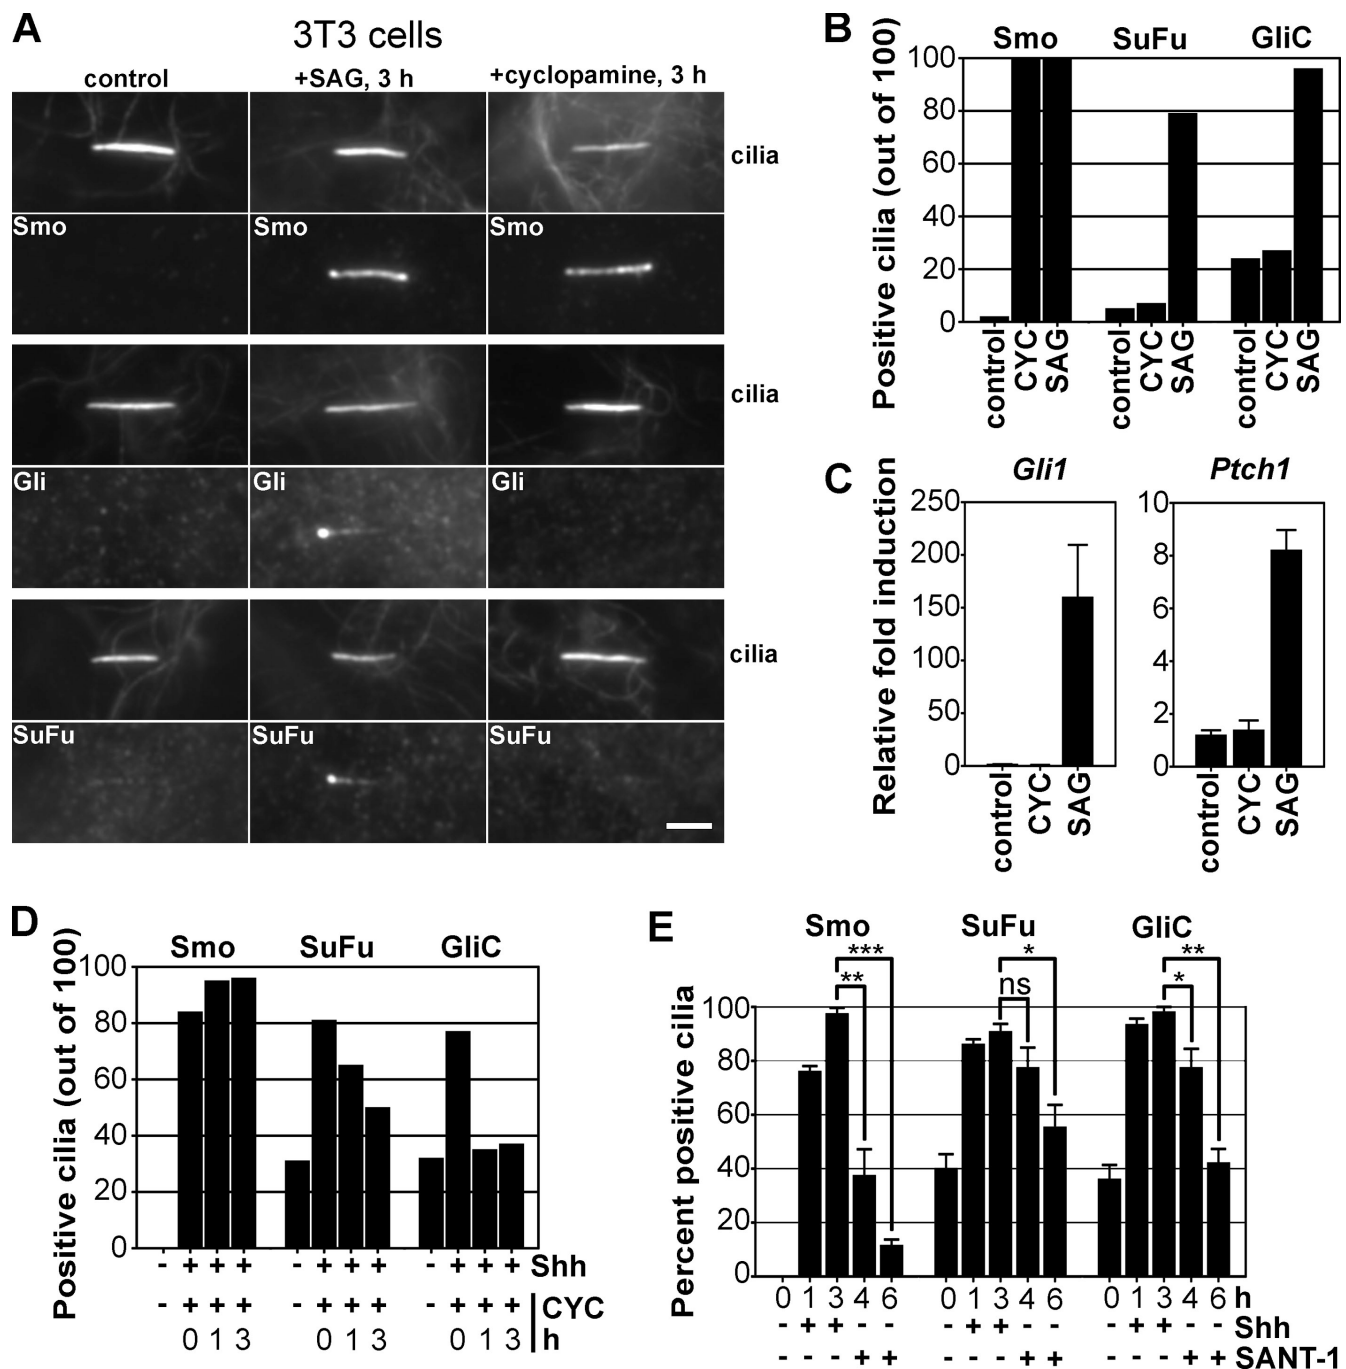 A
3T3 cells
control
+SAG, 3 h
+cyclopamine, 3 h
cilia
Smo
Smo
Smo
cilia
Gli
Gli
Gli
cilia
SuFu
SuFu
SuFu
B
Smo
SuFu
GliC
Positive cilia (out of 100)
100
80
60
40
20
0
control
CYC
SAG
control
CYC
SAG
control
CYC
SAG
C
Gli1
Ptch1
Relative fold induction
250
200
150
100
50
0
control
CYC
SAG
10
8
6
4
2
0
control
CYC
SAG
D
Smo
SuFu
GliC
Positive cilia (out of 100)
100
80
60
40
20
0
- + + + - + + + - + + + Shh
- + + + - + + + - + + + CYC
0 1 3 0 1 3 0 1 3 h
E
Smo
SuFu
GliC
*** * **
** ns *
Percent positive cilia
100
80
60
40
20
0
0 1 3 4 6 0 1 3 4 6 0 1 3 4 6 h
- + + - - - + + - - - + + - - Shh
- - - + + - - - + + - - - + + SANT-1